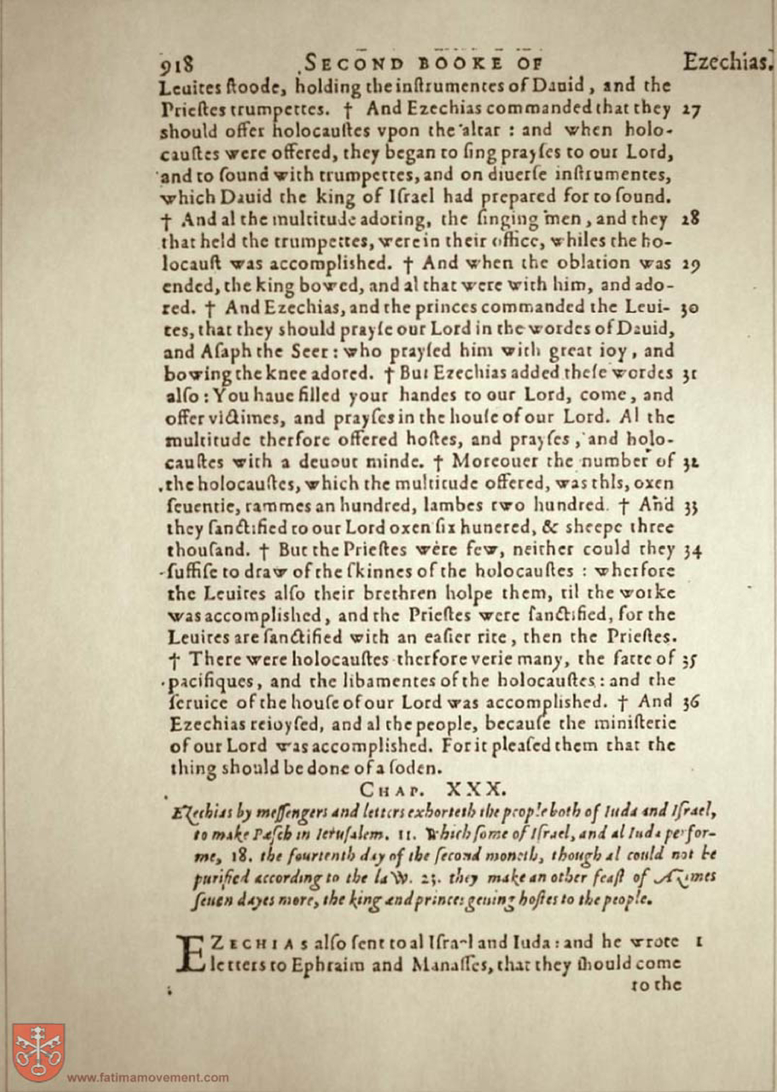 918 SECOND BOOKE OF Ezechias.
Leuites ſtoode, holding the inſtrumentes of Dauid, and the
Prieſtes trumpettes. † And Ezechias commanded that they 27
should offer holocauſtes vpon the altar : and when holo-
cauſtes were offered, they began to ſing prayſes to our Lord,
and to ſound with trumpettes, and on diuerſe inſtrumentes,
which Dauid the king of Iſrael had prepared for to ſound.
† And al the multitude adoring, the ſinging men, and they 28
that held the trumpettes, were in their office, whiles the ho-
locauſt was accomplished. † And when the oblation was 29
ended, the king bowed, and al that were with him, and ado-
red. † And Ezechias, and the princes commanded the Leui- 30
tes, that they should prayſe our Lord in the wordes of Dauid,
and Aſaph the Seer : who prayſed him with great ioy, and
bowing the knee adored. † But Ezechias added theſe wordes 31
alſo : You haue filled your handes to our Lord, come, and
offer victimes, and prayſes in the houſe of our Lord. Al the
multitude therfore offered hoſtes, and prayſes, and holo-
cauſtes with a deuout minde. † Moreouer the number of 32
the holocauſtes, which the multitude offered, was this, oxen
ſeuentie, rammes an hundred, lambes two hundred. † And 33
they ſanctified to our Lord oxen ſix hunered, & sheepe three
thouſand. † But the Prieſtes were few, neither could they 34
ſuffiſe to draw of the ſkinnes of the holocauſtes : wherfore
the Leuites alſo their brethren holpe them, til the worke
was accomplished, and the Prieſtes were ſanctified, for the
Leuites are ſanctified with an eaſier rite, then the Prieſtes.
† There were holocauſtes therfore verie many, the fatte of 35
pacifiques, and the libamentes of the holocauſtes : and the
ſeruice of the houſe of our Lord was accomplished. † And 36
Ezechias reioyſed, and al the people, becauſe the miniſterie
of our Lord was accomplished. For it pleaſed them that the
thing should be done of a ſoden.
CHAP. XXX.
Ezechias by meſſengers and letters exhorteth the people both of Iuda and Iſrael,
to make Paſch in Ieruſalem. 11. Which ſome of Iſrael, and al Iuda perfor-
me, 18. the fourtenth day of the ſecond moneth, though al could not be
purified according to the law. 23. they make an other feaſt of Azimes
ſeuen dayes more, the king and princes geuing hoſtes to the people.
EZECHIAS alſo ſent to al Iſrael and Iuda : and he wrote 1
letters to Ephraim and Manaſſes, that they should come
to the
www.fatimamovement.com